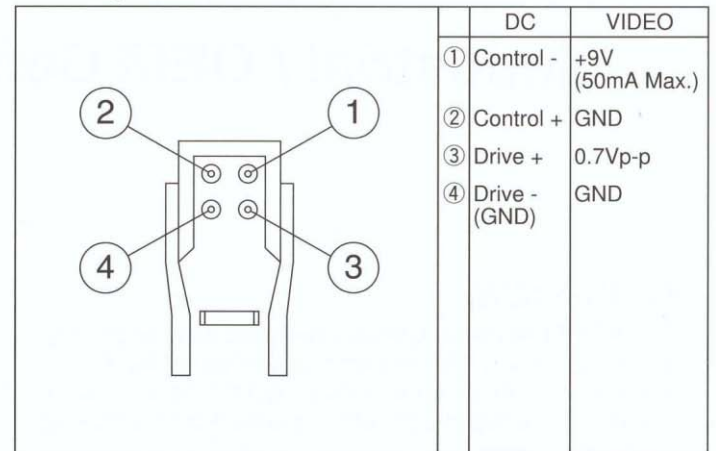 2 1
4 3
DC VIDEO
① Control - +9V
(50mA Max.)
② Control + GND
③ Drive + 0.7Vp-p
④ Drive - GND
(GND)